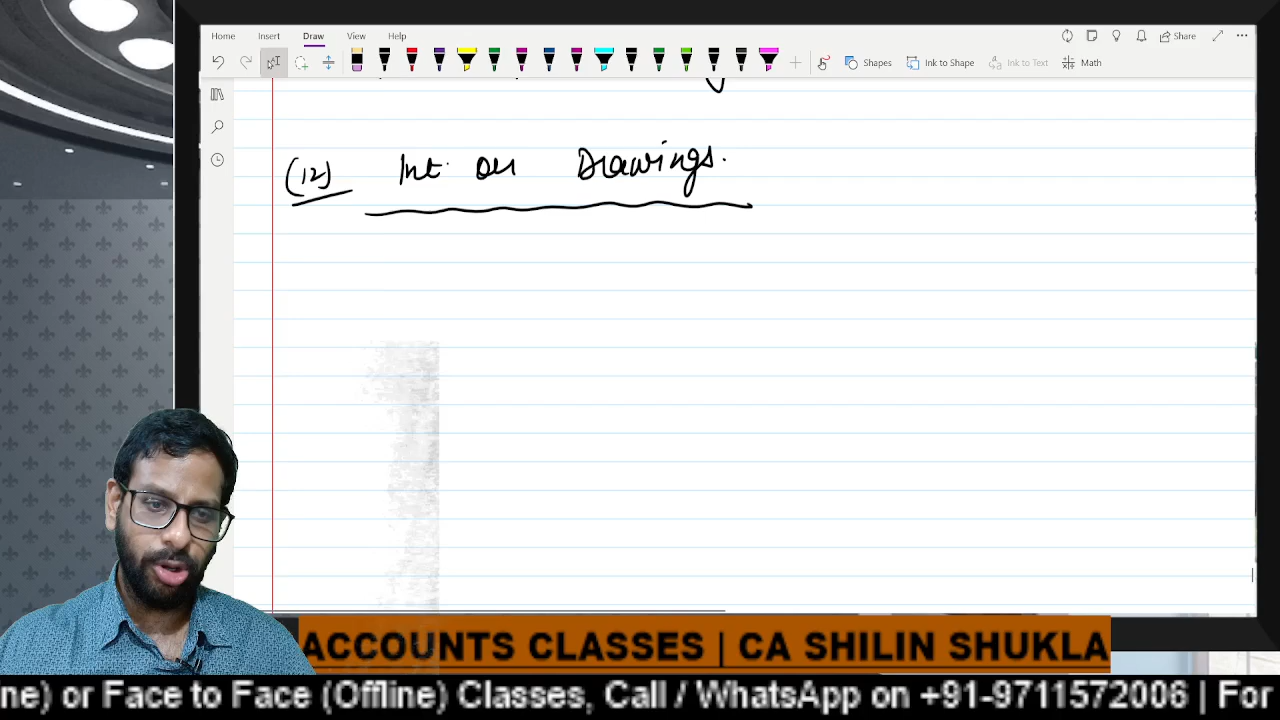 Home Insert Draw View Help Share
Shapes Ink to Shape Ink to Text Math
(12) Int. on Drawings.
ACCOUNTS CLASSES | CA SHILIN SHUKLA
ne) or Face to Face (Offline) Classes, Call / WhatsApp on +91-9711572006 | For